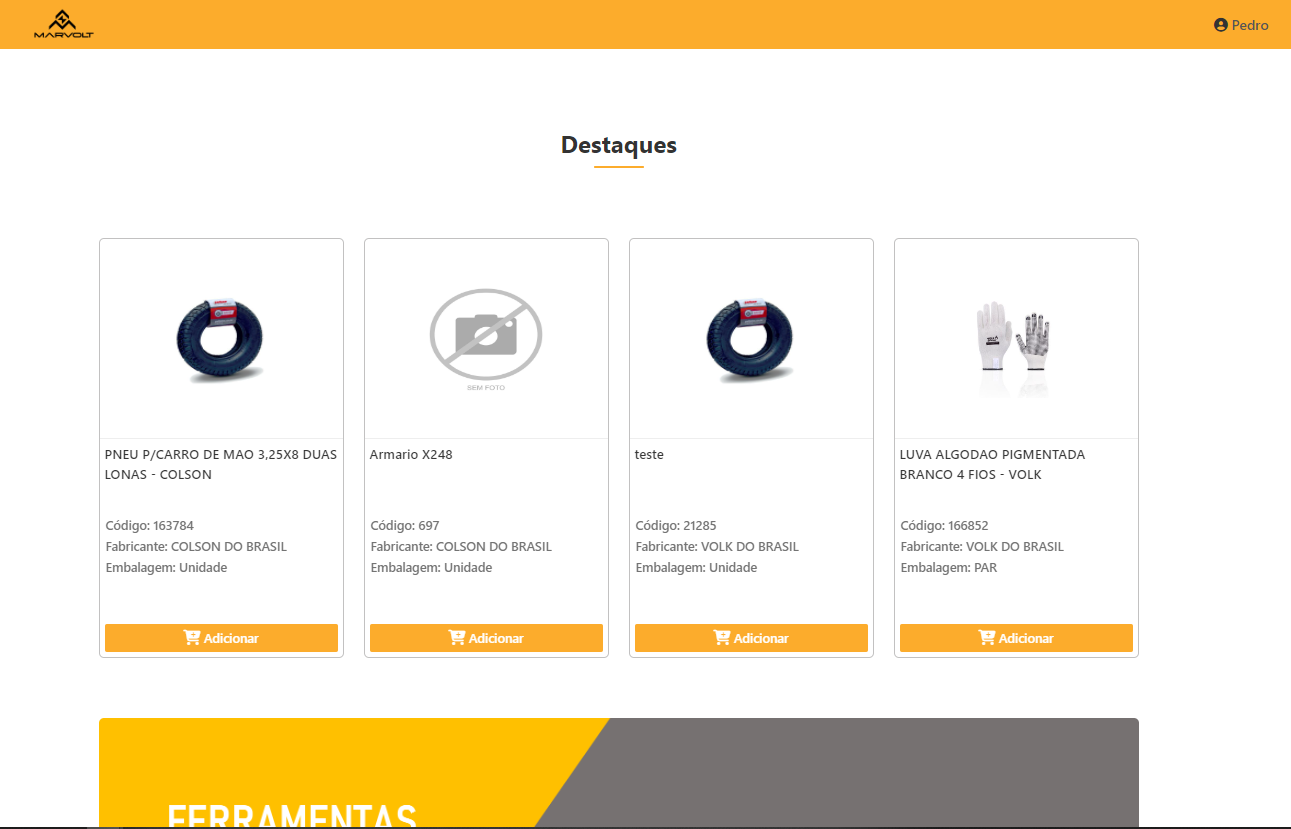 MARVOLT
Pedro
Destaques
SEM FOTO
PNEU P/CARRO DE MAO 3,25X8 DUAS
LONAS - COLSON
Código: 163784
Fabricante: COLSON DO BRASIL
Embalagem: Unidade
Adicionar
Armario X248
Código: 697
Fabricante: COLSON DO BRASIL
Embalagem: Unidade
Adicionar
teste
Código: 21285
Fabricante: VOLK DO BRASIL
Embalagem: Unidade
Adicionar
LUVA ALGODAO PIGMENTADA
BRANCO 4 FIOS - VOLK
Código: 166852
Fabricante: VOLK DO BRASIL
Embalagem: PAR
Adicionar
FERRAMENTAS